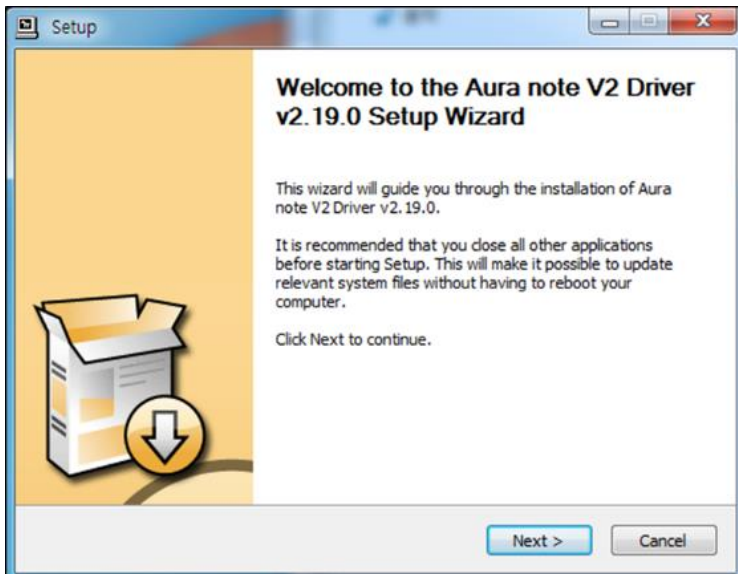 Setup
Welcome to the Aura note V2 Driver
v2.19.0 Setup Wizard
This wizard will guide you through the installation of Aura
note V2 Driver v2.19.0.
It is recommended that you close all other applications
before starting Setup. This will make it possible to update
relevant system files without having to reboot your
computer.
Click Next to continue.
Next >
Cancel